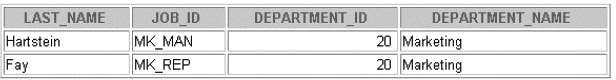 LAST_NAME JOB_ID DEPARTMENT_ID DEPARTMENT_NAME
Hartstein MK_MAN 20 Marketing
Fay MK_REP 20 Marketing